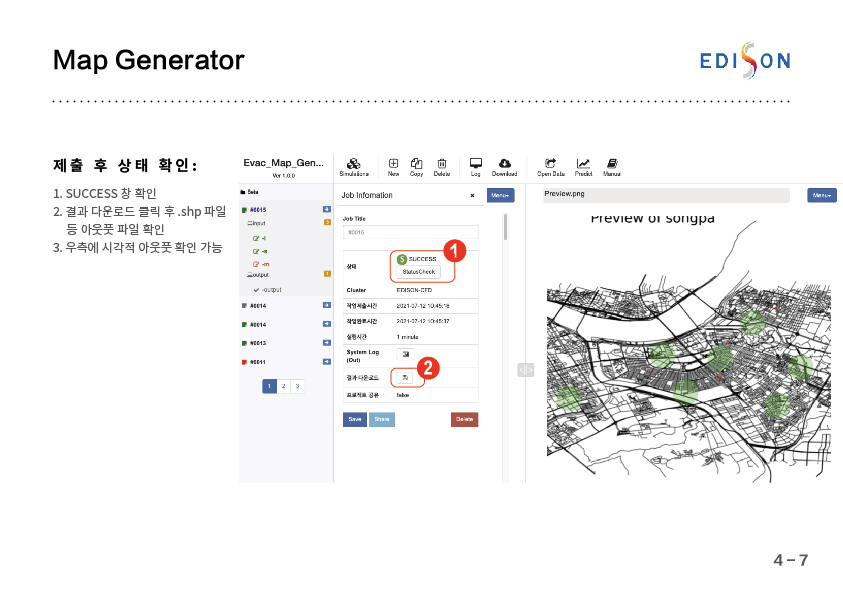 Map Generator
EDISON
제출 후 상태 확인:
1. SUCCESS 창 확인
2. 결과 다운로드 클릭 후 .shp 파일
등 아웃풋 파일 확인
3. 우측에 시각적 아웃풋 확인 가능
Evac_Map_Gen...
Ver 1.0.0
Simulations
New
Copy
Delete
Log
Download
Open Data
Predict
Manual
Beta
#0015
4
input
3
-i
-m
output
1
-output
#0014
#0014
#0013
#0011
1 2 3
Job Infomation
×
Menu
Job Title
#0015
상태
S SUCCESS
StatusCheck
1
Cluster EDISON-CFD
작업제출시간 2021-07-12 10:45:16
작업완료시간 2021-07-12 10:45:37
실행시간 1 minute
System Log
(Out)
결과 다운로드
2
프로젝트 공유 false
Save
Share
Delete
Preview.png
Menu
Preview of songpa
4 – 7